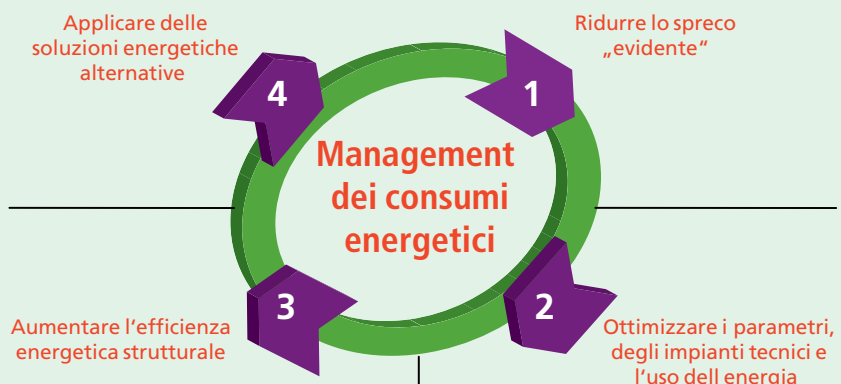 Applicare delle
soluzioni energetiche
alternative
4
Ridurre lo spreco
„evidente“
1
Management
dei consumi
energetici
3
Aumentare l’efficienza
energetica strutturale
2
Ottimizzare i parametri,
degli impianti tecnici e
l’uso dell energia